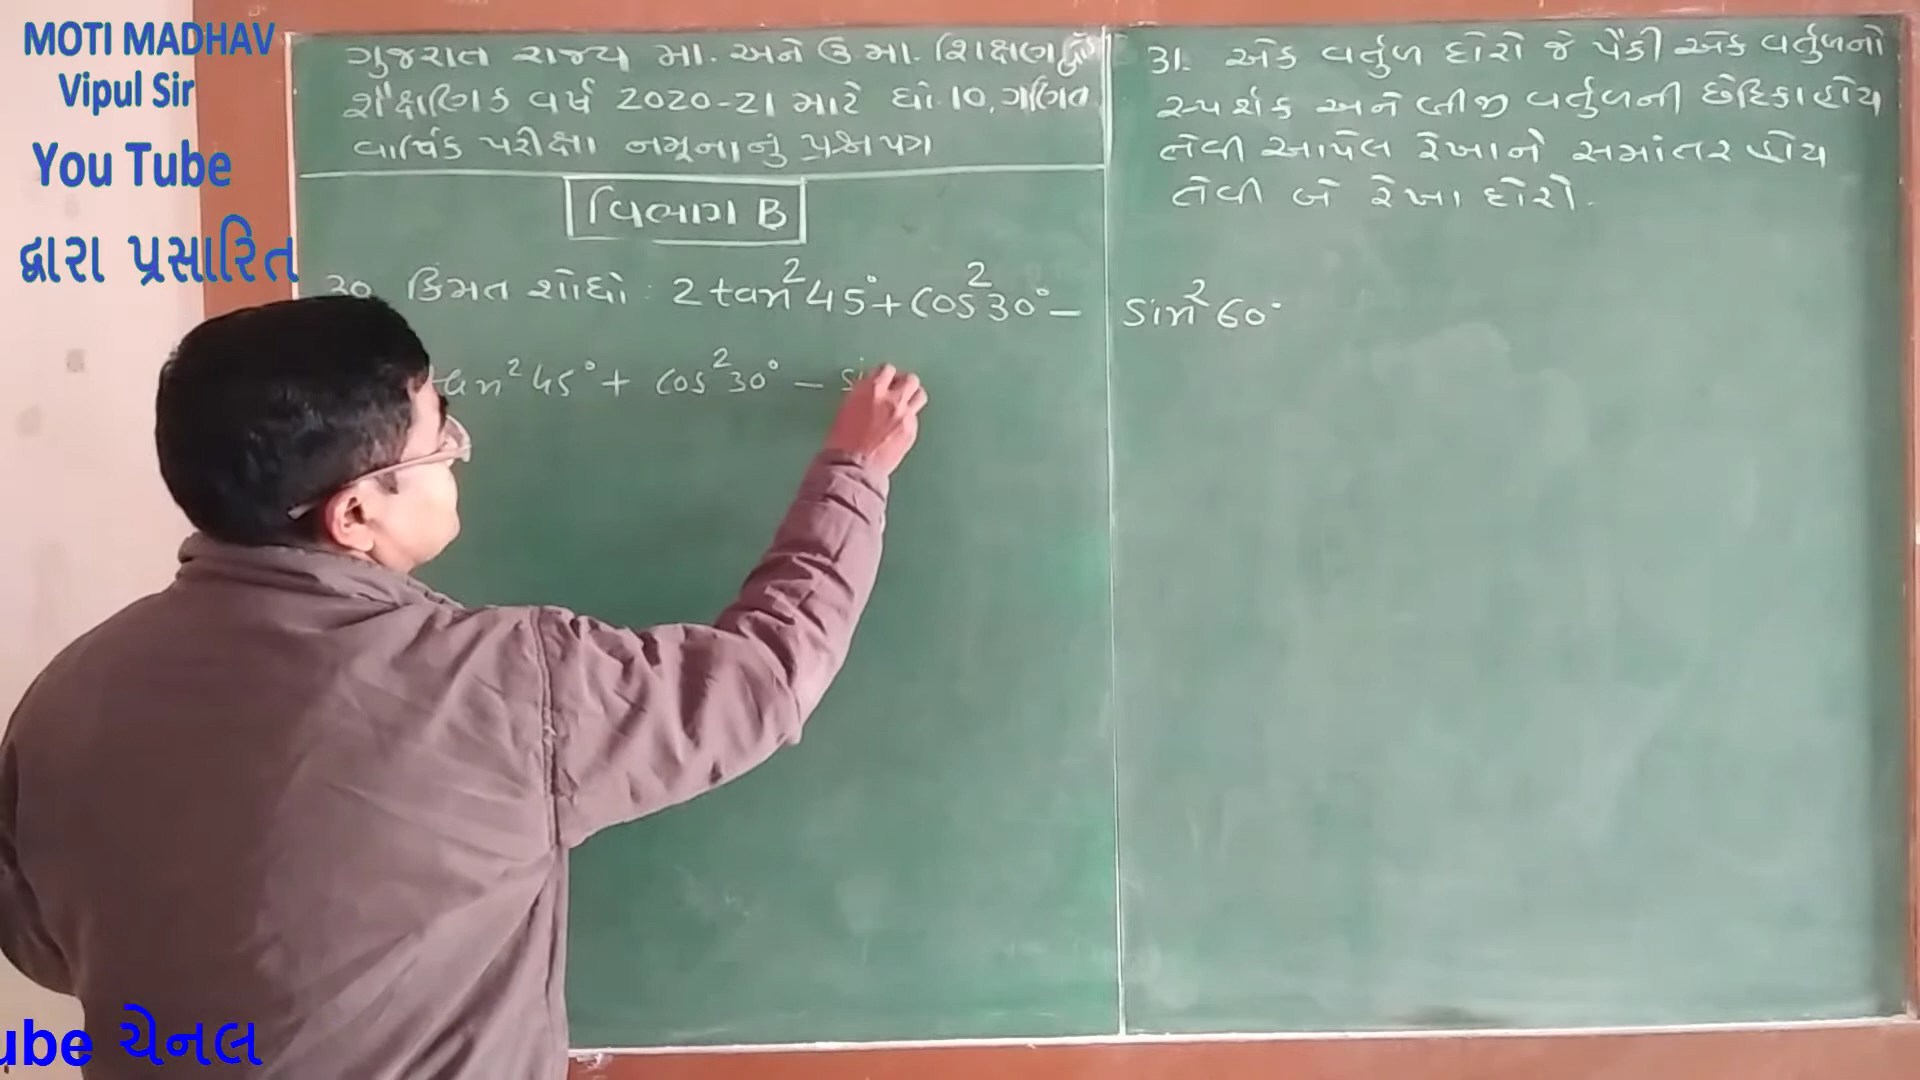 MOTI MADHAV
Vipul Sir
You Tube
દ્વારા પ્રસારિત
ગુજરાત રાજ્ય મા. અને ઉ.મા. શિક્ષણ
શૈક્ષણિક વર્ષ 2020-21 માટે ધો.10, ગણિત
વાર્ષિક પરીક્ષા નમૂનાનું પ્રશ્નપત્ર
વિભાગ B
30 કિંમત શોધો : 2 tan²45° + cos²30° – sin²60°
tan²45° + cos²30° – si
31. એક વર્તુળ દોરો જે પૈકી એક વર્તુળનો
સ્પર્શક અને બીજી વર્તુળની છેદિકા હોય
તેવી આપેલ રેખાને સમાંતર હોય
તેવી બે રેખા દોરો.
ube ચેનલ